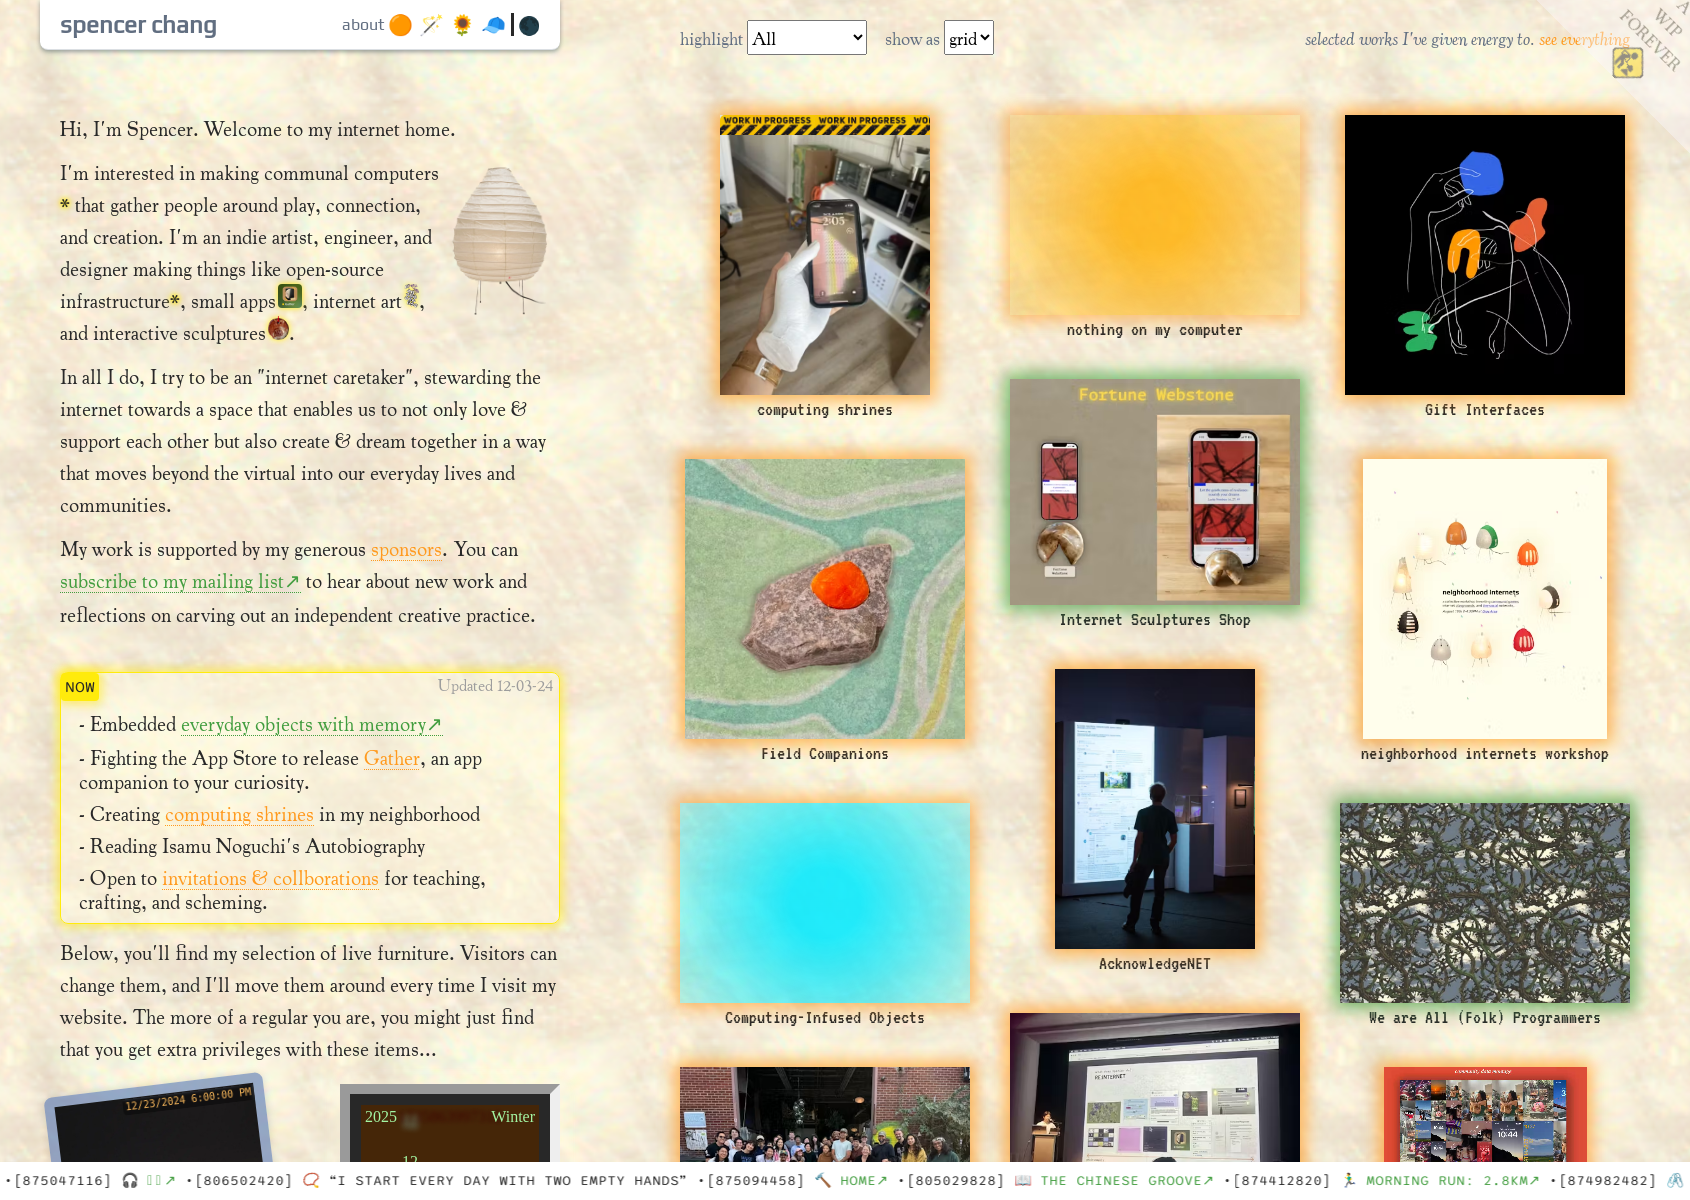 spencer chang
about
highlight All show as grid
selected works I've given energy to. see everything
A WIP FOREVER
Hi, I'm Spencer. Welcome to my internet home.
I'm interested in making communal computers
* that gather people around play, connection,
and creation. I'm an indie artist, engineer, and
designer making things like open-source
infrastructure*, small apps, internet art,
and interactive sculptures.
In all I do, I try to be an "internet caretaker", stewarding the
internet towards a space that enables us to not only love &
support each other but also create & dream together in a way
that moves beyond the virtual into our everyday lives and
communities.
My work is supported by my generous sponsors. You can
subscribe to my mailing list↗ to hear about new work and
reflections on carving out an independent creative practice.
NOW
Updated 12-03-24
- Embedded everyday objects with memory↗
- Fighting the App Store to release Gather, an app
companion to your curiosity.
- Creating computing shrines in my neighborhood
- Reading Isamu Noguchi's Autobiography
- Open to invitations & collborations for teaching,
crafting, and scheming.
Below, you'll find my selection of live furniture. Visitors can
change them, and I'll move them around every time I visit my
website. The more of a regular you are, you might just find
that you get extra privileges with these items...
12/23/2024 6:00:00 PM
2025 Winter
12
WORK IN PROGRESS WORK IN PROGRESS WO
2:05
computing shrines
nothing on my computer
Gift Interfaces
Fortune Webstone
Internet Sculptures Shop
Field Companions
neighborhood internets
neighborhood internets workshop
AcknowledgeNET
Computing-Infused Objects
We are All (Folk) Programmers
RE:INTERNET
10:44
•[875047116] 🎧 ↗ •[806502420] "I START EVERY DAY WITH TWO EMPTY HANDS" •[875094458] 🔨 HOME↗ •[805029828] 📖 THE CHINESE GROOVE↗ •[874412820] 🏃 MORNING RUN: 2.8KM↗ •[874982482]